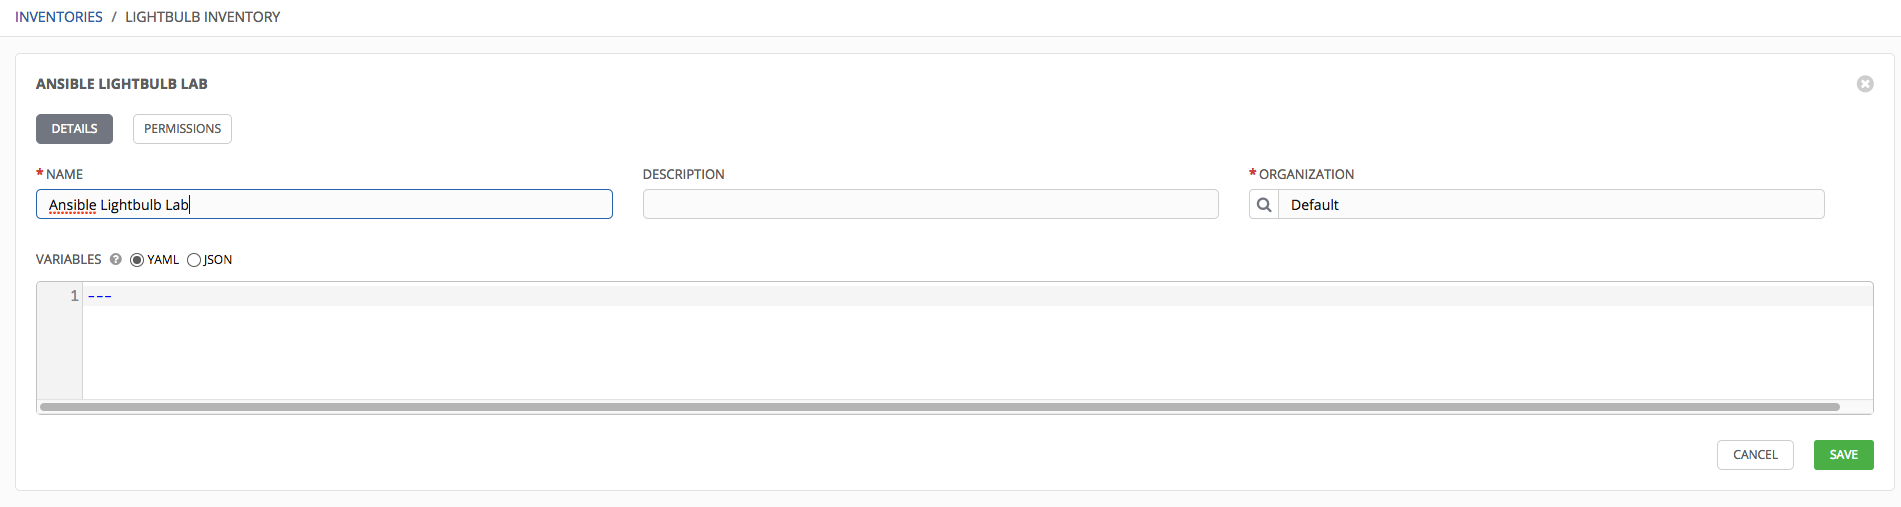 INVENTORIES / LIGHTBULB INVENTORY
ANSIBLE LIGHTBULB LAB
DETAILS PERMISSIONS
* NAME DESCRIPTION * ORGANIZATION
Ansible Lightbulb Lab Default
VARIABLES ? YAML JSON
1 ---
CANCEL SAVE